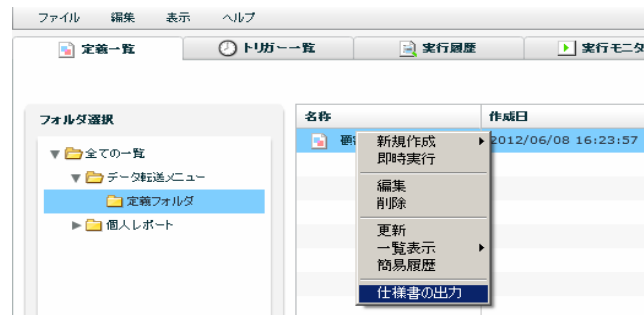 ファイル 編集 表示 ヘルプ
定義一覧 トリガー一覧 実行履歴 実行モニタ
フォルダ選択
全ての一覧
データ転送メニュー
定義フォルダ
個人レポート
名称 作成日
顧 2012/06/08 16:23:57
新規作成
即時実行
編集
削除
更新
一覧表示
簡易履歴
仕様書の出力